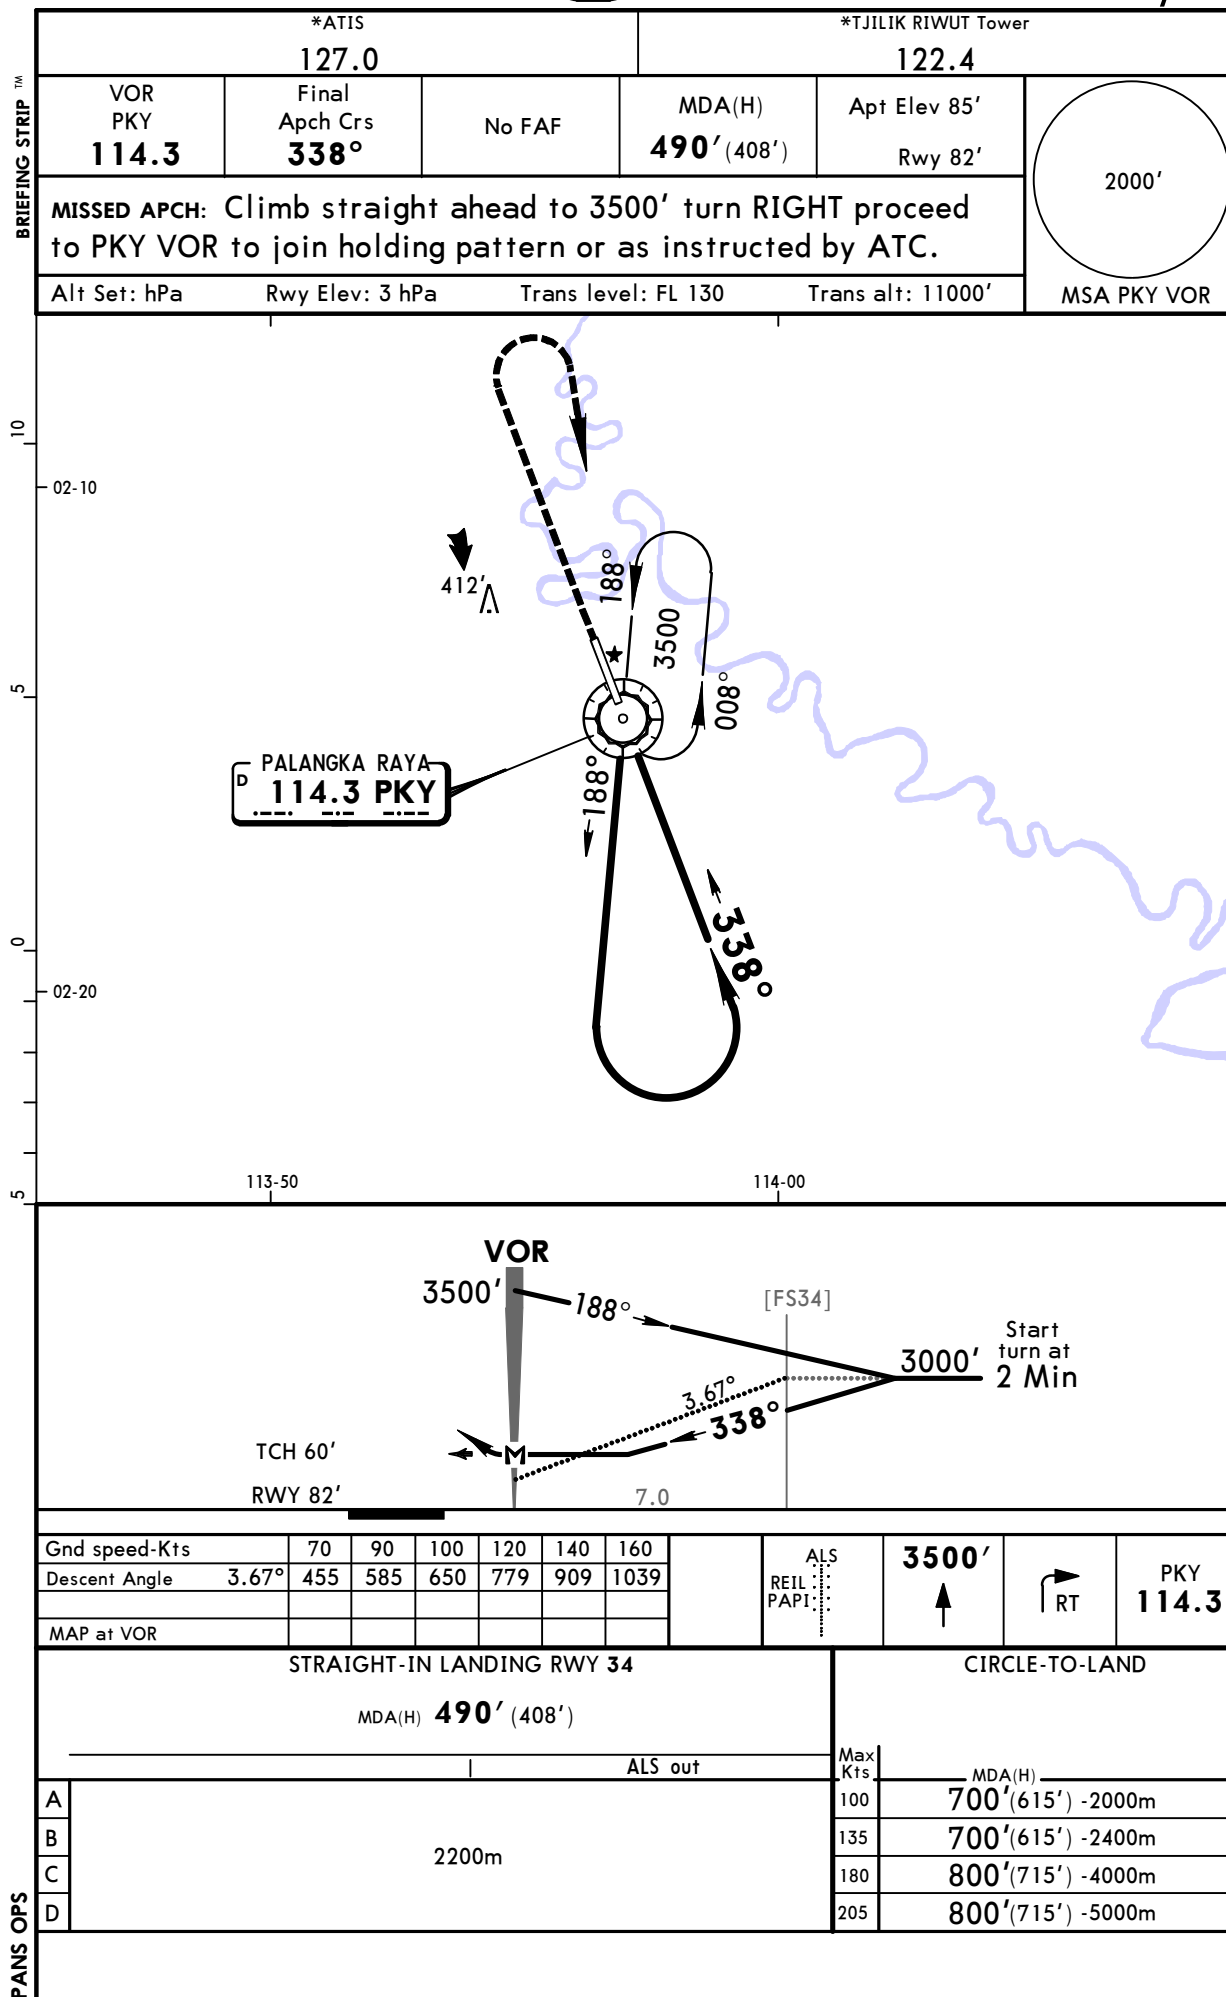 *ATIS
127.0
*TJILIK RIWUT Tower
122.4
BRIEFING STRIP ™
VOR
PKY
114.3
Final
Apch Crs
338°
No FAF
MDA(H)
490' (408')
Apt Elev 85'
Rwy 82'
2000'
MSA PKY VOR
MISSED APCH: Climb straight ahead to 3500' turn RIGHT proceed
to PKY VOR to join holding pattern or as instructed by ATC.
Alt Set: hPa Rwy Elev: 3 hPa Trans level: FL 130 Trans alt: 11000'
10
02-10
412'
188°
3500
008°
5
PALANGKA RAYA
D 114.3 PKY
188°
338°
0
02-20
5
113-50
114-00
VOR
3500'
188°
[FS34]
3000'
Start
turn at
2 Min
3.67°
338°
M
TCH 60'
RWY 82'
7.0
Gnd speed-Kts 70 90 100 120 140 160
Descent Angle 3.67° 455 585 650 779 909 1039
MAP at VOR
ALS
REIL
PAPI
3500'
RT
PKY
114.3
STRAIGHT-IN LANDING RWY 34
MDA(H) 490' (408')
ALS out
A
B
C
D
2200m
CIRCLE-TO-LAND
Max
Kts
MDA(H)
100 700'(615') -2000m
135 700'(615') -2400m
180 800'(715') -4000m
205 800'(715') -5000m
PANS OPS